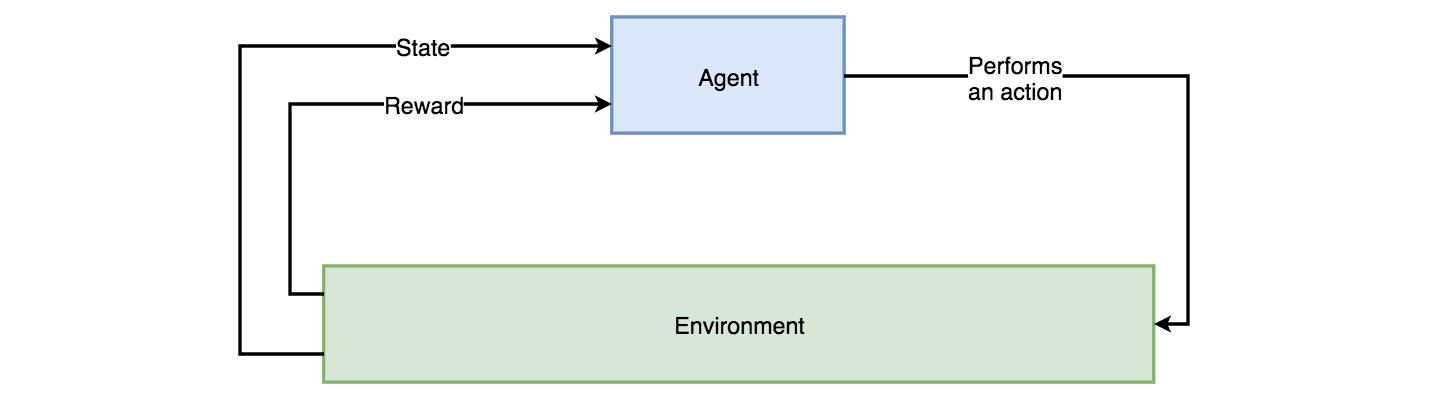 State
Agent
Performs
an action
Reward
Environment